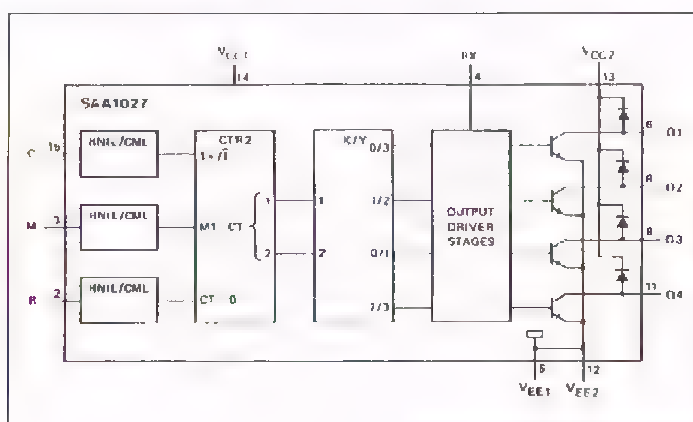 VCC1
14
RX
4
VCC2
13
SAA1027
HNIL/CML
CTR2
X/Y
0/3
6
Q1
C
15
1+/1
8
Q2
M
3
HNIL/CML
M1
CT
1
1
1/2
OUTPUT
DRIVER
STAGES
2
2
0/1
9
Q3
R
2
HNIL/CML
CT
0
2/3
11
Q4
5
12
VEE1
VEE2